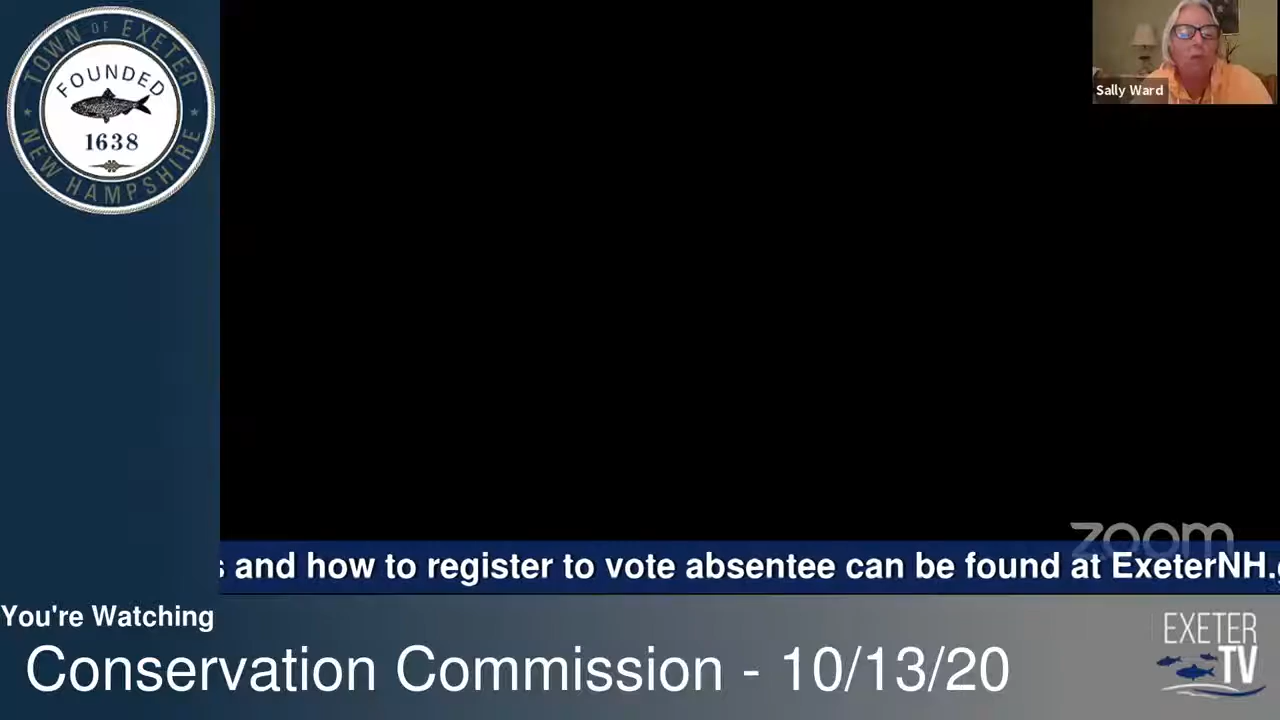 TOWN OF EXETER
FOUNDED
1638
NEW HAMPSHIRE
Sally Ward
zoom
and how to register to vote absentee can be found at ExeterNH.
You're Watching
Conservation Commission - 10/13/20
EXETER
TV